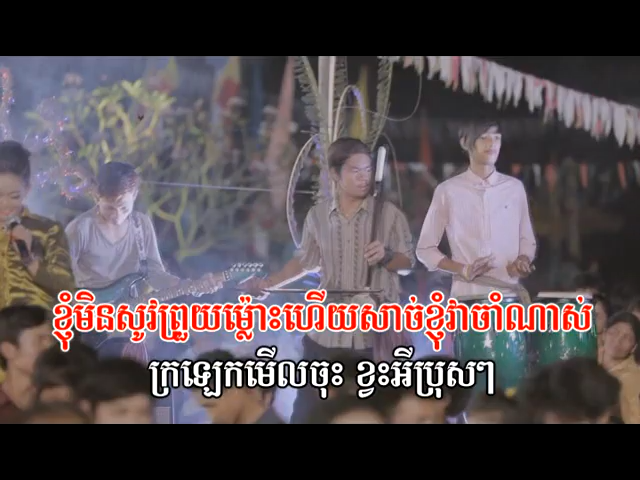 ខ្ញុំមិនសូវព្រួយម្ល៉ោះហើយសាច់ខ្ញុំវាចាំណាស់
ក្រឡេកមើលចុះ ខ្វះអីប្រុសៗ